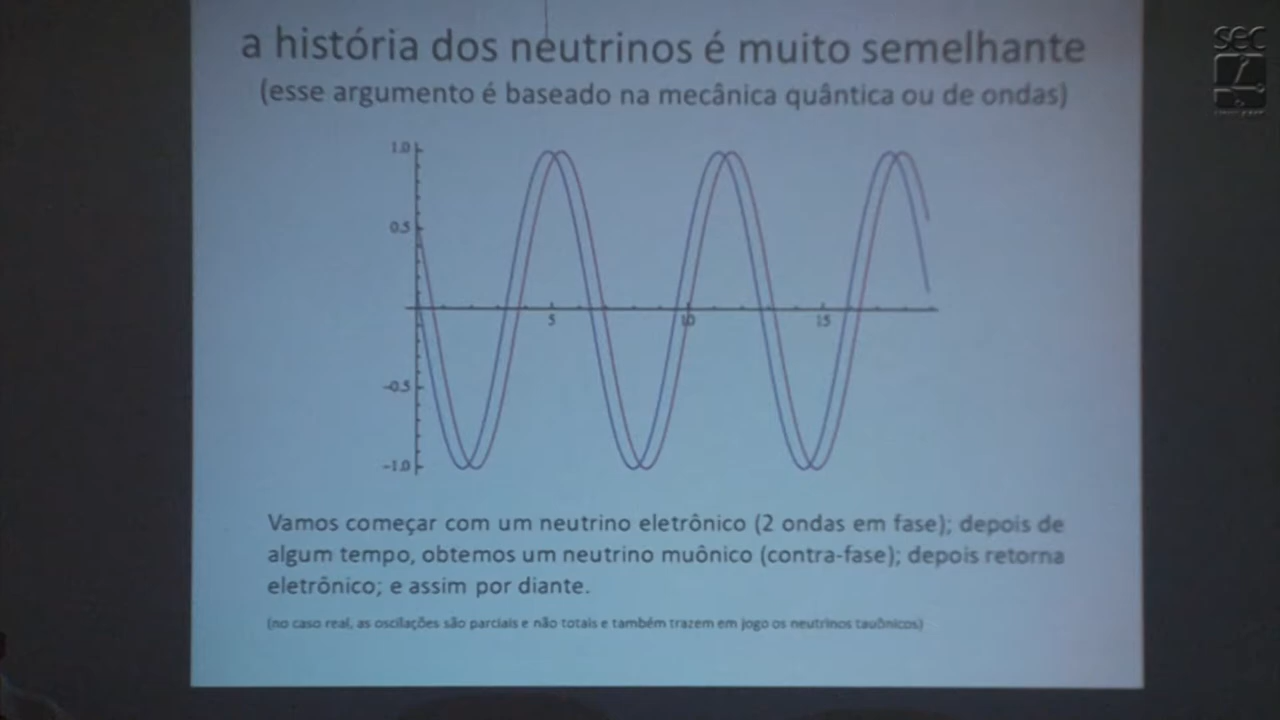 a história dos neutrinos é muito semelhante
(esse argumento é baseado na mecânica quântica ou de ondas)
1.0
0.5
5
10
15
-0.5
-1.0
Vamos começar com um neutrino eletrônico (2 ondas em fase); depois de
algum tempo, obtemos um neutrino muônico (contra-fase); depois retorna
eletrônico; e assim por diante.
(no caso real, as oscilações são parciais e não totais e também trazem em jogo os neutrinos tauônicos)
sec